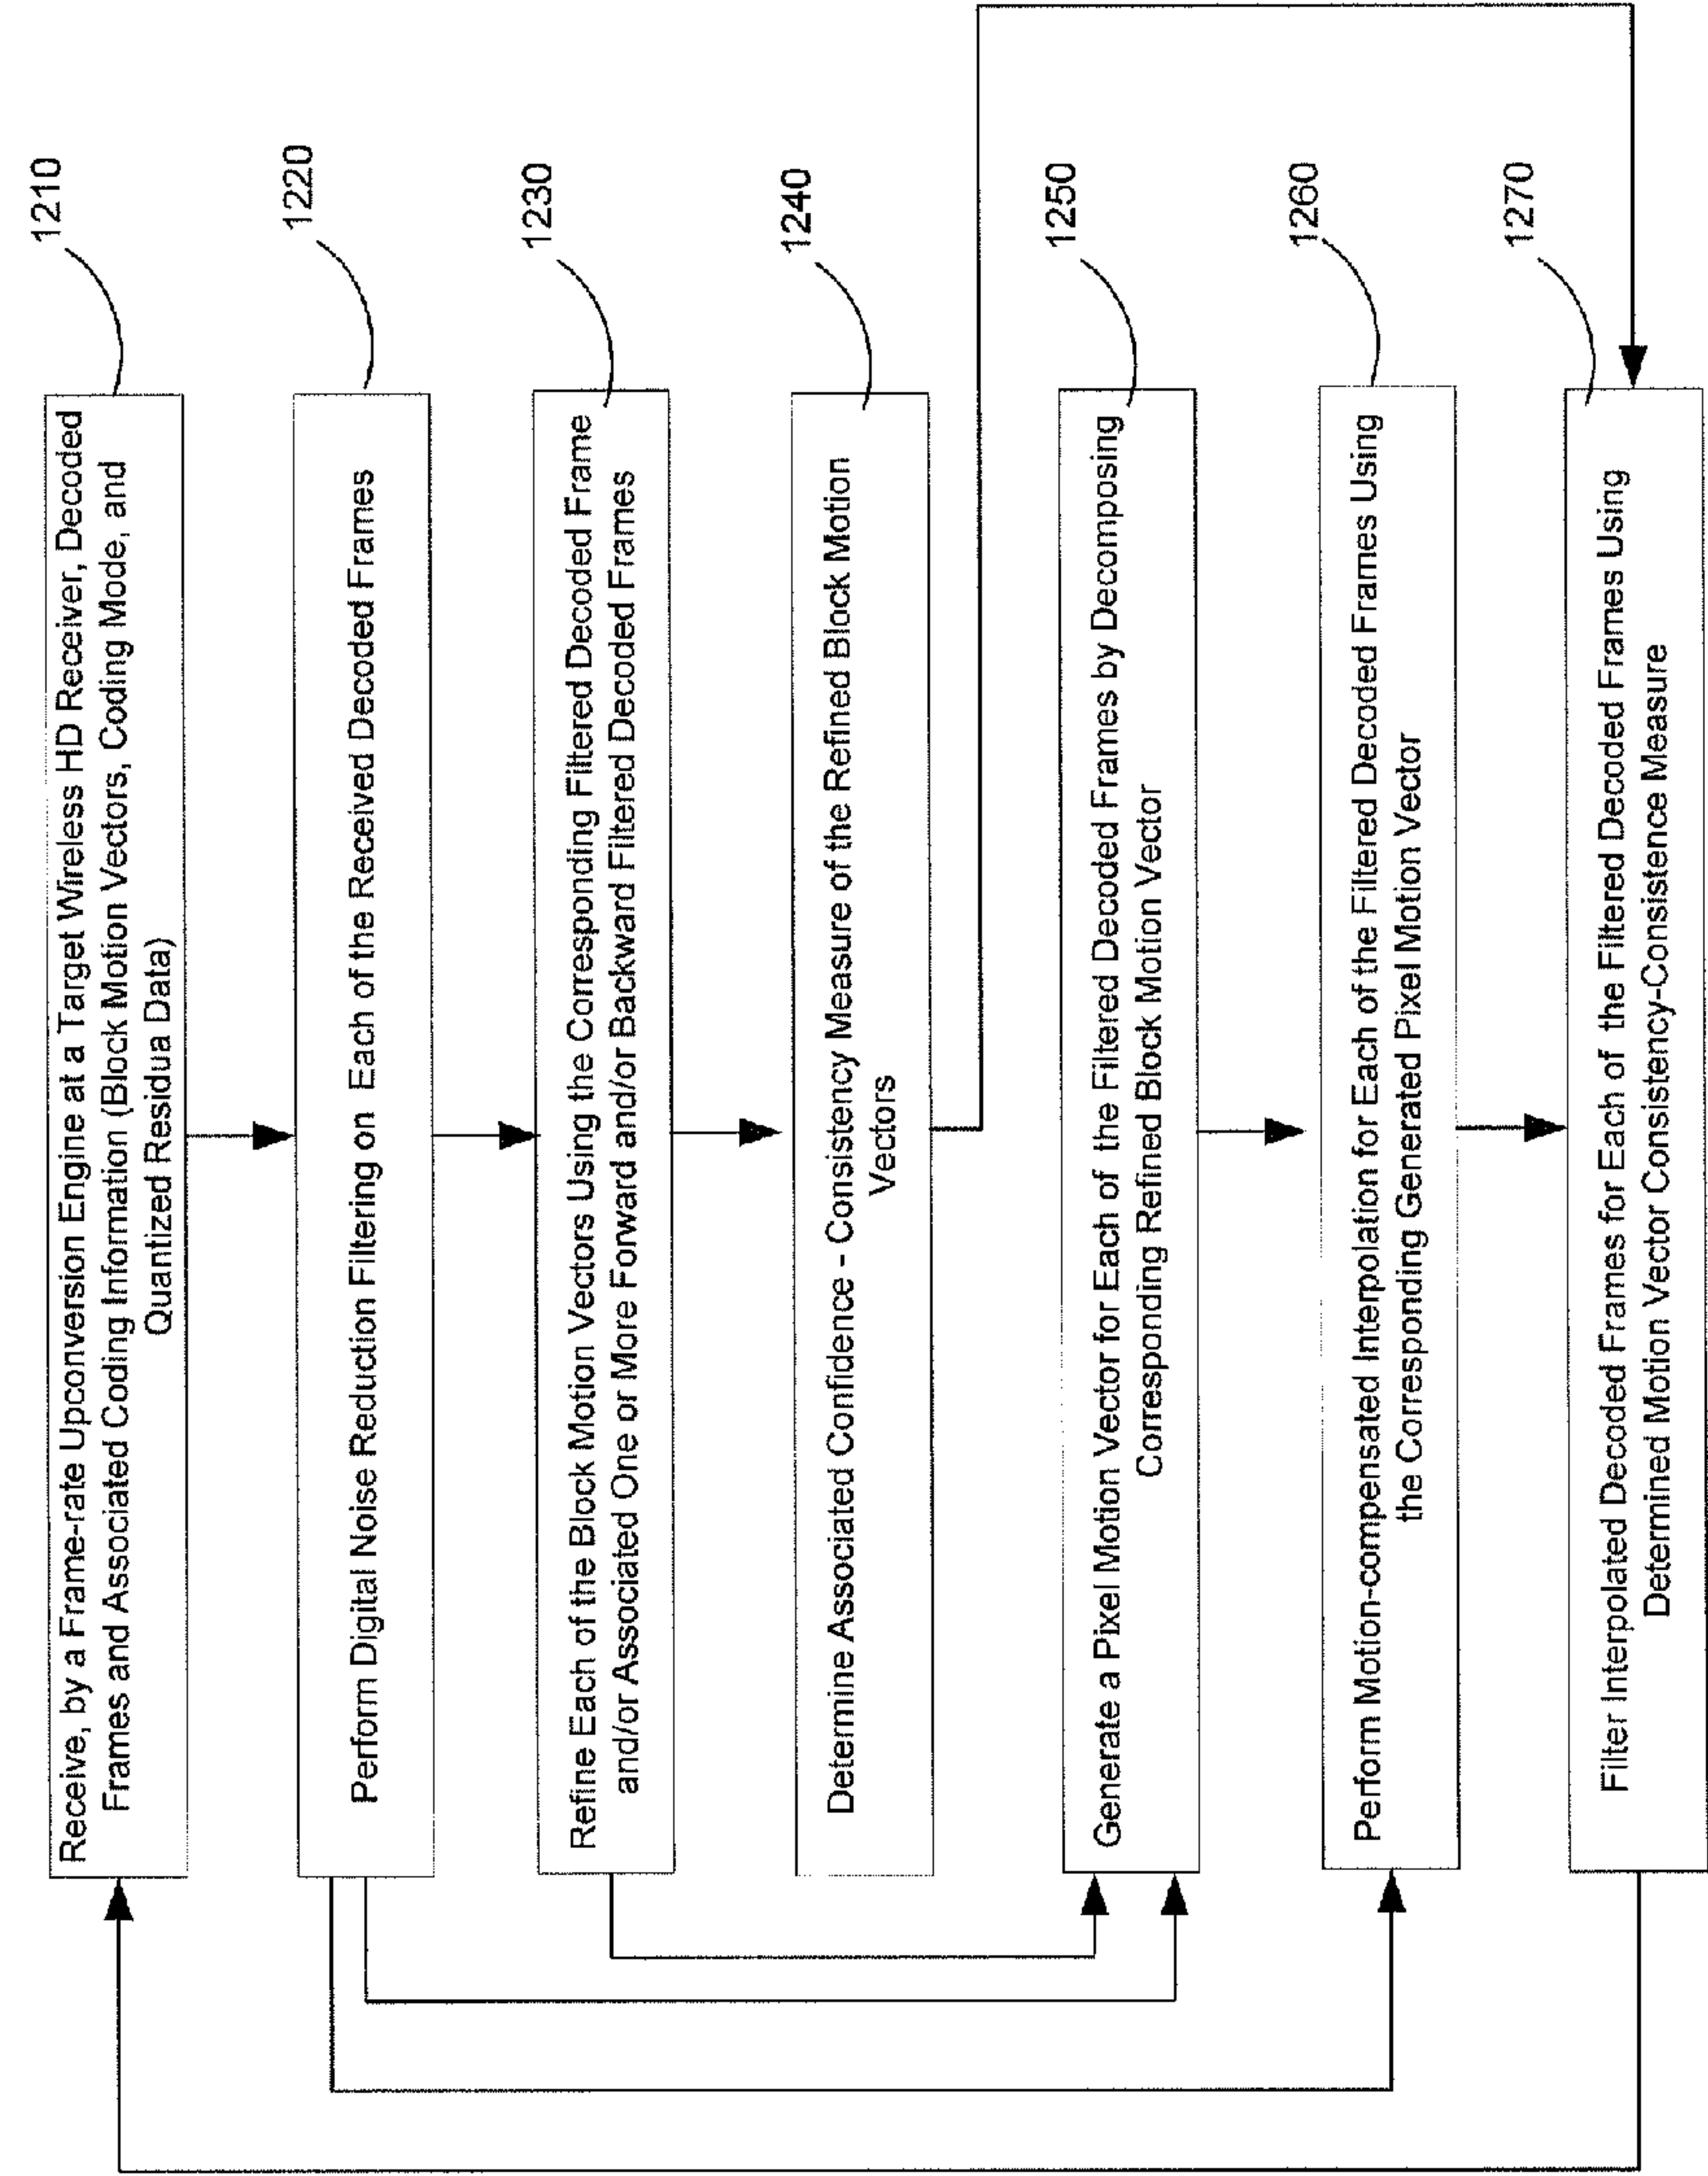 1210
Receive, by a Frame-rate Upconversion Engine at a Target Wireless HD Receiver, Decoded
Frames and Associated Coding Information (Block Motion Vectors, Coding Mode, and
Quantized Residua Data)
1220
Perform Digital Noise Reduction Filtering on Each of the Received Decoded Frames
1230
Refine Each of the Block Motion Vectors Using the Corresponding Filtered Decoded Frame
and/or Associated One or More Forward and/or Backward Filtered Decoded Frames
1240
Determine Associated Confidence - Consistency Measure of the Refined Block Motion
Vectors
1250
Generate a Pixel Motion Vector for Each of the Filtered Decoded Frames by Decomposing
Corresponding Refined Block Motion Vector
1260
Perform Motion-compensated Interpolation for Each of the Filtered Decoded Frames Using
the Corresponding Generated Pixel Motion Vector
1270
Filter Interpolated Decoded Frames for Each of the Filtered Decoded Frames Using
Determined Motion Vector Consistency-Consistence Measure